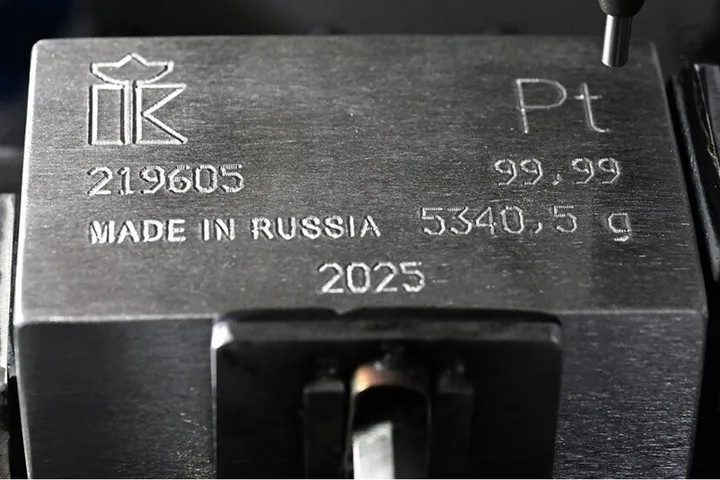 K Pt
219605 99,99
MADE IN RUSSIA 5340,5 g
2025